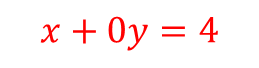 x + 0y = 4